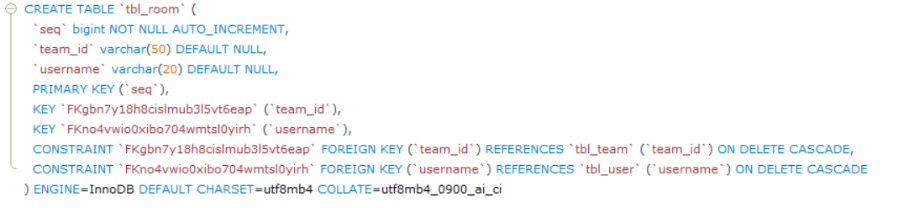 CREATE TABLE `tbl_room` (
`seq` bigint NOT NULL AUTO_INCREMENT,
`team_id` varchar(50) DEFAULT NULL,
`username` varchar(20) DEFAULT NULL,
PRIMARY KEY (`seq`),
KEY `FKgbn7y18h8cislmub3l5vt6eap` (`team_id`),
KEY `FKno4vwio0xibo704wmtsl0yirh` (`username`),
CONSTRAINT `FKgbn7y18h8cislmub3l5vt6eap` FOREIGN KEY (`team_id`) REFERENCES `tbl_team` (`team_id`) ON DELETE CASCADE,
CONSTRAINT `FKno4vwio0xibo704wmtsl0yirh` FOREIGN KEY (`username`) REFERENCES `tbl_user` (`username`) ON DELETE CASCADE
) ENGINE=InnoDB DEFAULT CHARSET=utf8mb4 COLLATE=utf8mb4_0900_ai_ci